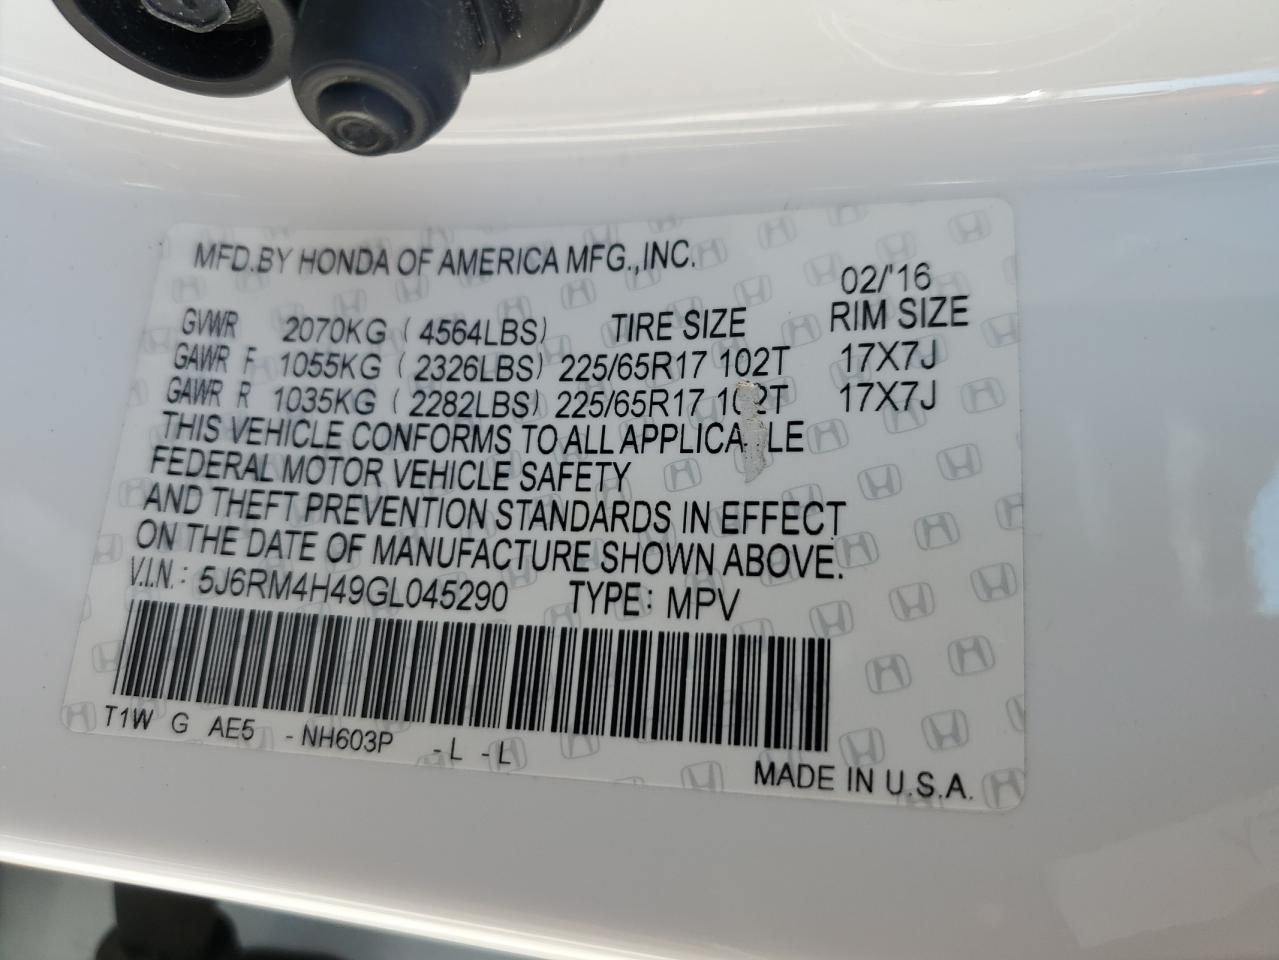 MFD.BY HONDA OF AMERICA MFG.,INC.
02/'16
GVWR 2070KG (4564LBS) TIRE SIZE RIM SIZE
GAWR F 1055KG (2326LBS) 225/65R17 102T 17X7J
GAWR R 1035KG (2282LBS) 225/65R17 102T 17X7J
THIS VEHICLE CONFORMS TO ALL APPLICA LE
FEDERAL MOTOR VEHICLE SAFETY
AND THEFT PREVENTION STANDARDS IN EFFECT
ON THE DATE OF MANUFACTURE SHOWN ABOVE.
V.I.N.: 5J6RM4H49GL045290 TYPE: MPV
T1W G AE5 -NH603P -L -L
MADE IN U.S.A.